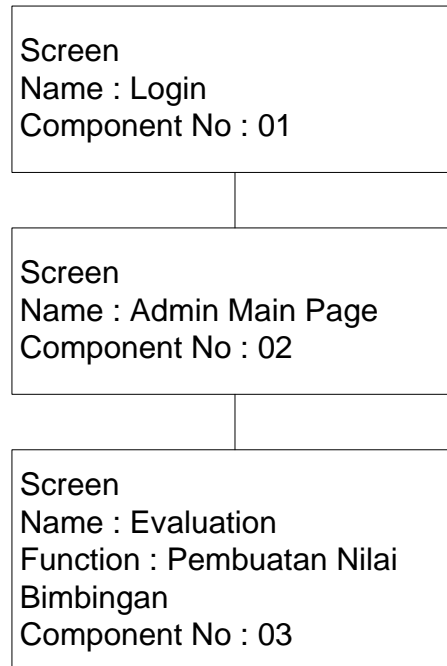 Screen
Name : Login
Component No : 01
Screen
Name : Admin Main Page
Component No : 02
Screen
Name : Evaluation
Function : Pembuatan Nilai
Bimbingan
Component No : 03